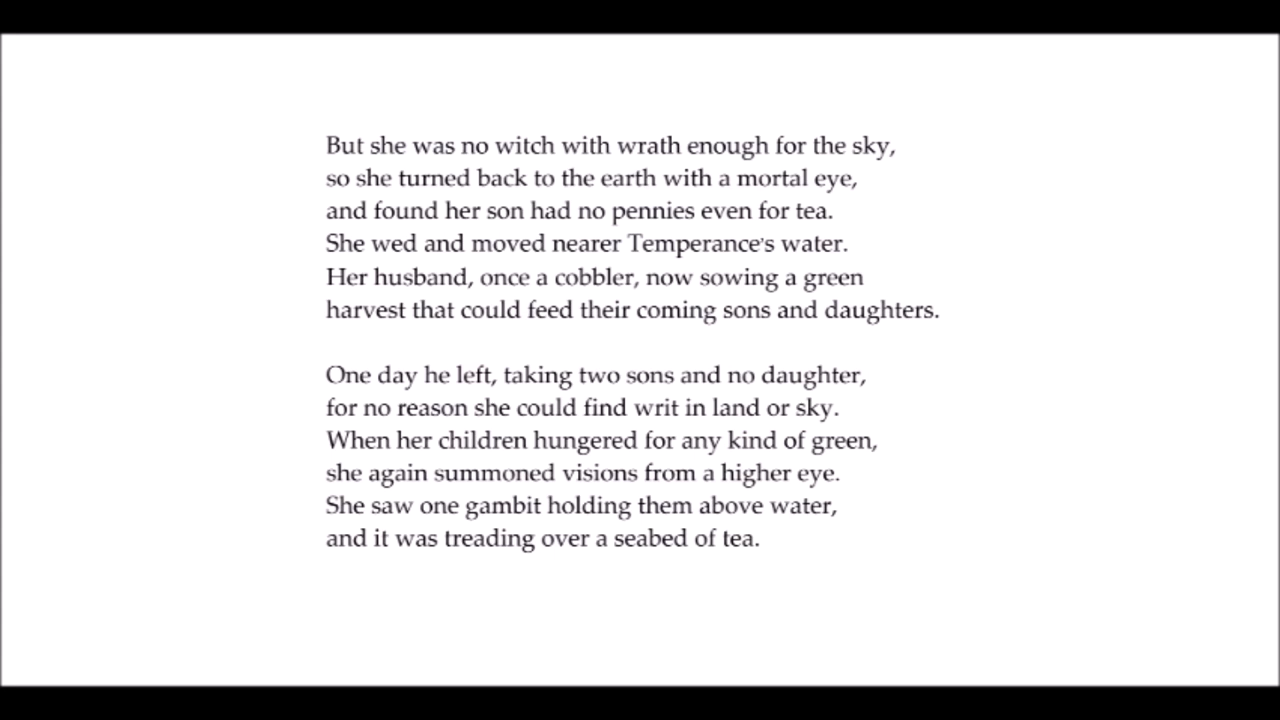 But she was no witch with wrath enough for the sky,
so she turned back to the earth with a mortal eye,
and found her son had no pennies even for tea.
She wed and moved nearer Temperance's water.
Her husband, once a cobbler, now sowing a green
harvest that could feed their coming sons and daughters.

One day he left, taking two sons and no daughter,
for no reason she could find writ in land or sky.
When her children hungered for any kind of green,
she again summoned visions from a higher eye.
She saw one gambit holding them above water,
and it was treading over a seabed of tea.